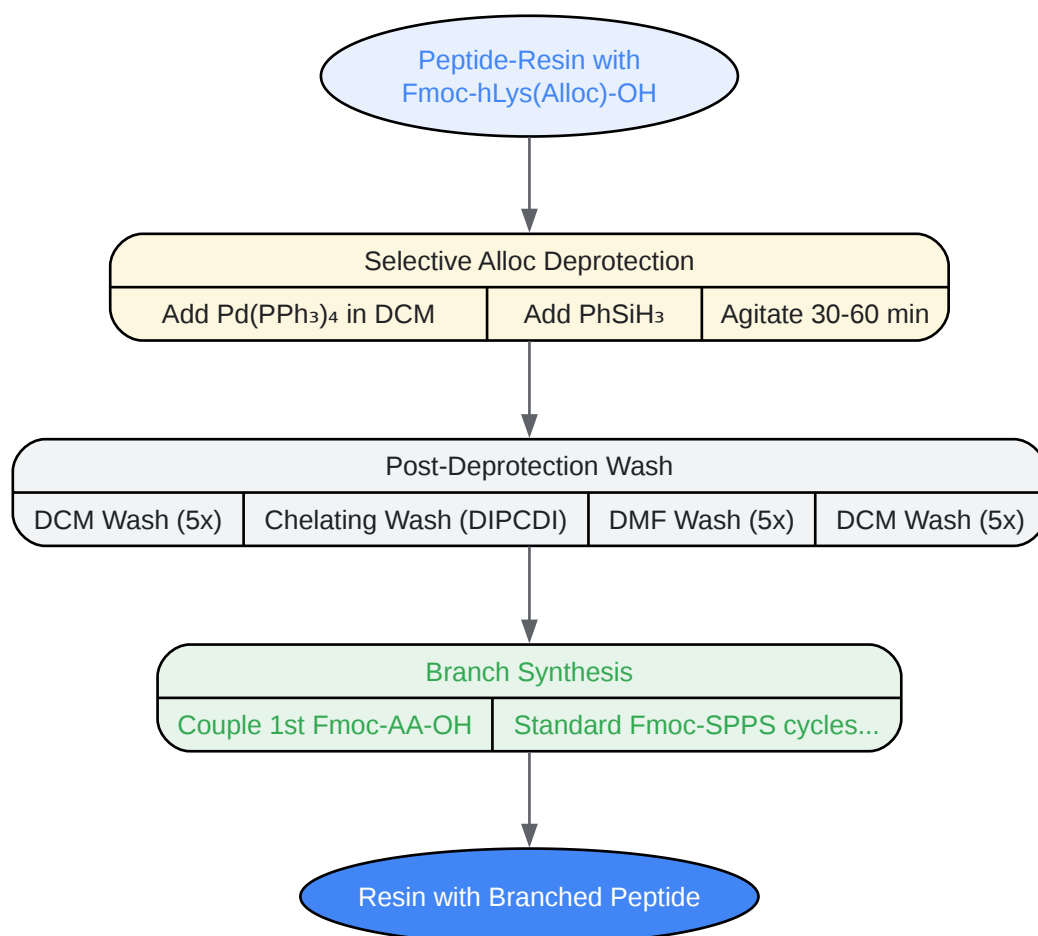 Peptide-Resin with
Fmoc-hLys(Alloc)-OH
Selective Alloc Deprotection
Add Pd(PPh₃)₄ in DCM
Add PhSiH₃
Agitate 30-60 min
Post-Deprotection Wash
DCM Wash (5x)
Chelating Wash (DIPCDI)
DMF Wash (5x)
DCM Wash (5x)
Branch Synthesis
Couple 1st Fmoc-AA-OH
Standard Fmoc-SPPS cycles...
Resin with Branched Peptide